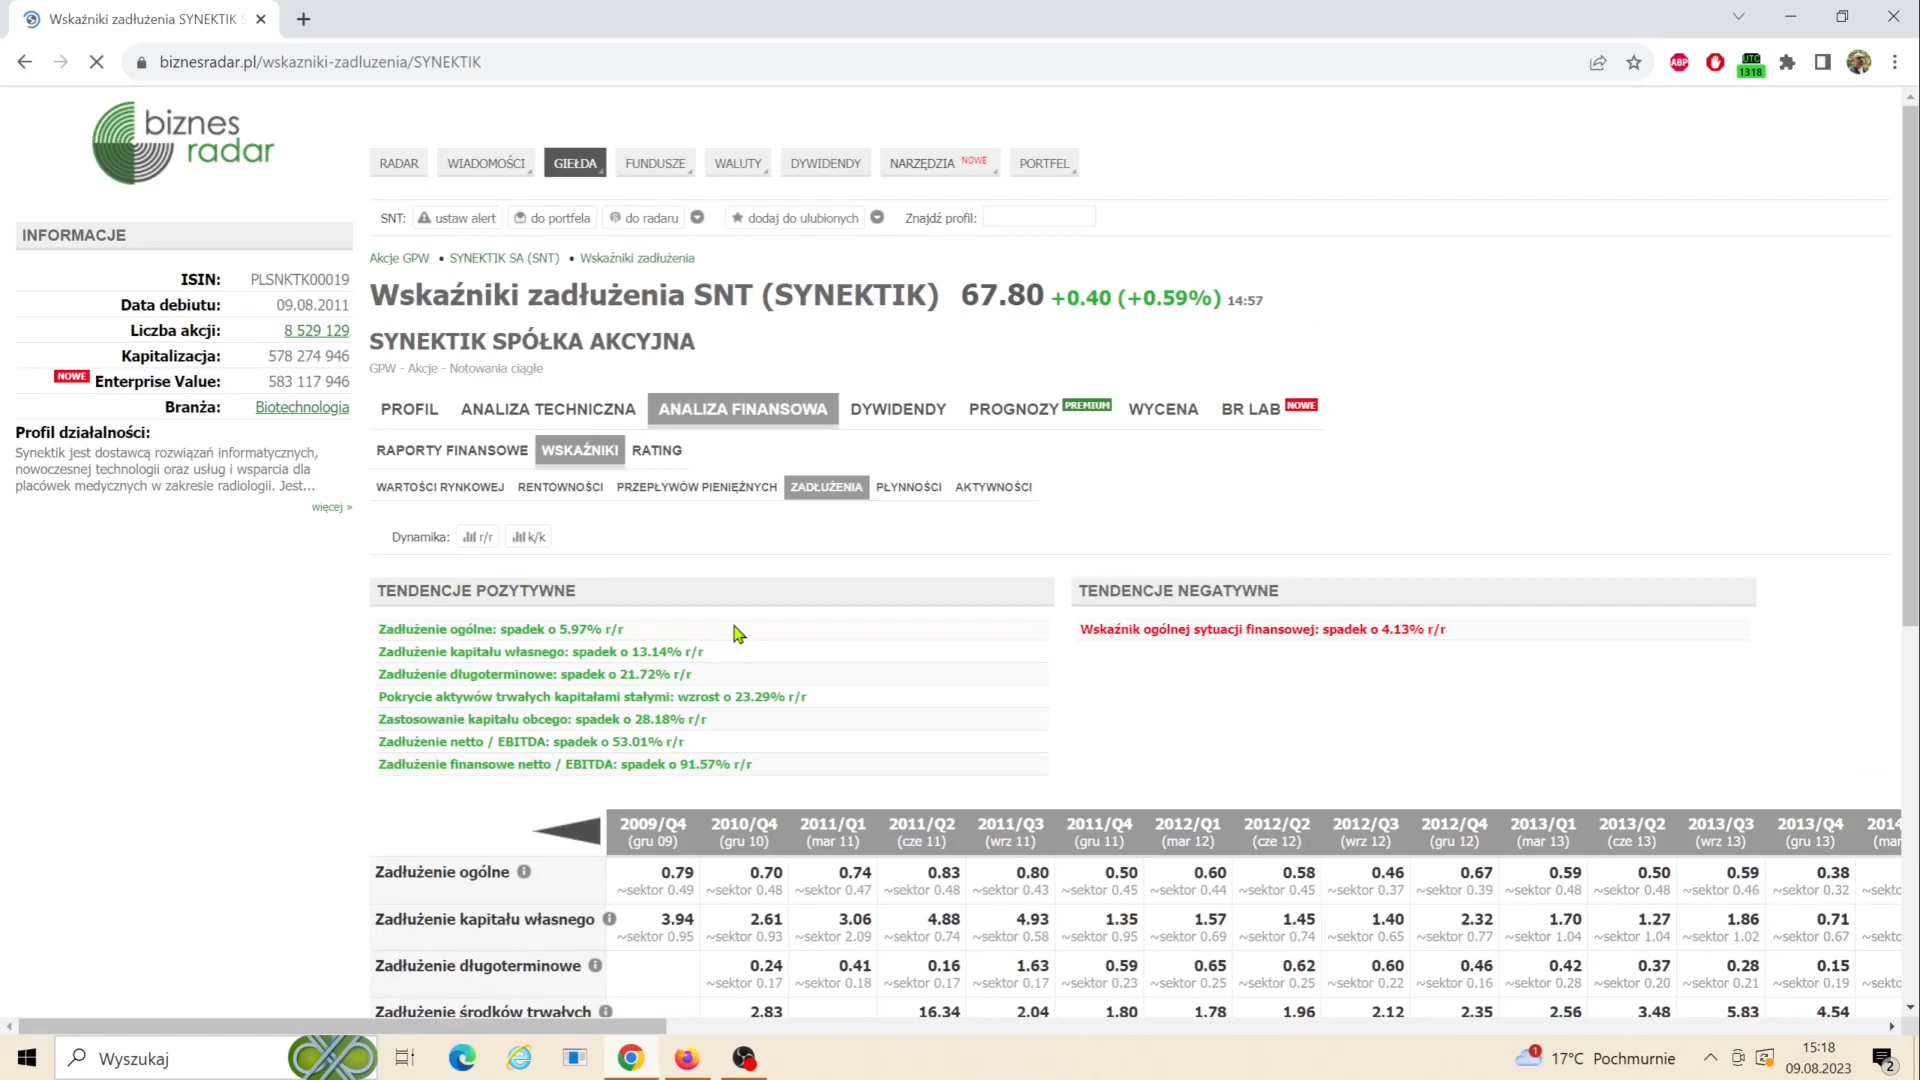 Wskaźniki zadłużenia SYNEKTIK S
biznesradar.pl/wskazniki-zadluzenia/SYNEKTIK
ABP
UTC
1318
biznes
radar
RADAR WIADOMOŚCI GIEŁDA FUNDUSZE WALUTY DYWIDENDY NARZĘDZIA NOWE PORTFEL
SNT: ustaw alert do portfela do radaru dodaj do ulubionych Znajdź profil:
INFORMACJE
ISIN: PLSNKTK00019
Data debiutu: 09.08.2011
Liczba akcji: 8 529 129
Kapitalizacja: 578 274 946
NOWE Enterprise Value: 583 117 946
Branża: Biotechnologia
Profil działalności:
Synektik jest dostawcą rozwiązań informatycznych,
nowoczesnej technologii oraz usług i wsparcia dla
placówek medycznych w zakresie radiologii. Jest...
więcej »
Akcje GPW • SYNEKTIK SA (SNT) • Wskaźniki zadłużenia
Wskaźniki zadłużenia SNT (SYNEKTIK) 67.80 +0.40 (+0.59%) 14:57
SYNEKTIK SPÓŁKA AKCYJNA
GPW - Akcje - Notowania ciągłe
PROFIL ANALIZA TECHNICZNA ANALIZA FINANSOWA DYWIDENDY PROGNOZY PREMIUM WYCENA BR LAB NOWE
RAPORTY FINANSOWE WSKAŹNIKI RATING
WARTOŚCI RYNKOWEJ RENTOWNOŚCI PRZEPŁYWÓW PIENIĘŻNYCH ZADŁUŻENIA PŁYNNOŚCI AKTYWNOŚCI
Dynamika: r/r k/k
TENDENCJE POZYTYWNE
Zadłużenie ogólne: spadek o 5.97% r/r
Zadłużenie kapitału własnego: spadek o 13.14% r/r
Zadłużenie długoterminowe: spadek o 21.72% r/r
Pokrycie aktywów trwałych kapitałami stałymi: wzrost o 23.29% r/r
Zastosowanie kapitału obcego: spadek o 28.18% r/r
Zadłużenie netto / EBITDA: spadek o 53.01% r/r
Zadłużenie finansowe netto / EBITDA: spadek o 91.57% r/r
TENDENCJE NEGATYWNE
Wskaźnik ogólnej sytuacji finansowej: spadek o 4.13% r/r
2009/Q4 2010/Q4 2011/Q1 2011/Q2 2011/Q3 2011/Q4 2012/Q1 2012/Q2 2012/Q3 2012/Q4 2013/Q1 2013/Q2 2013/Q3 2013/Q4 2014
(gru 09) (gru 10) (mar 11) (cze 11) (wrz 11) (gru 11) (mar 12) (cze 12) (wrz 12) (gru 12) (mar 13) (cze 13) (wrz 13) (gru 13) (mar
Zadłużenie ogólne 0.79 0.70 0.74 0.83 0.80 0.50 0.60 0.58 0.46 0.67 0.59 0.50 0.59 0.38
~sektor 0.49 ~sektor 0.48 ~sektor 0.47 ~sektor 0.48 ~sektor 0.43 ~sektor 0.45 ~sektor 0.44 ~sektor 0.45 ~sektor 0.37 ~sektor 0.39 ~sektor 0.48 ~sektor 0.48 ~sektor 0.46 ~sektor 0.32 ~sekto
Zadłużenie kapitału własnego 3.94 2.61 3.06 4.88 4.93 1.35 1.57 1.45 1.40 2.32 1.70 1.27 1.86 0.71
~sektor 0.95 ~sektor 0.93 ~sektor 2.09 ~sektor 0.74 ~sektor 0.58 ~sektor 0.95 ~sektor 0.69 ~sektor 0.74 ~sektor 0.65 ~sektor 0.77 ~sektor 1.04 ~sektor 1.04 ~sektor 1.02 ~sektor 0.67 ~sekto
Zadłużenie długoterminowe 0.24 0.41 0.16 1.63 0.59 0.65 0.62 0.60 0.46 0.42 0.37 0.28 0.15
~sektor 0.17 ~sektor 0.18 ~sektor 0.17 ~sektor 0.17 ~sektor 0.23 ~sektor 0.25 ~sektor 0.25 ~sektor 0.22 ~sektor 0.16 ~sektor 0.28 ~sektor 0.20 ~sektor 0.21 ~sektor 0.19 ~sekto
Zadłużenie środków trwałych 2.83 16.34 2.04 1.80 1.78 1.96 2.12 2.35 2.56 3.48 5.83 4.54
Wyszukaj
1 17°C Pochmurnie
15:18
09.08.2023
2